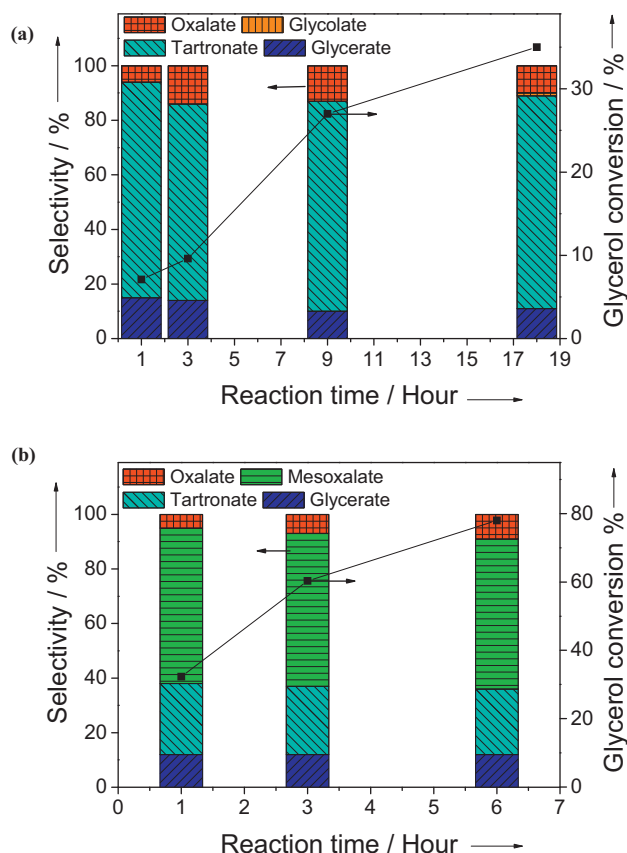 (a)
Oxalate Glycolate
Tartronate Glycerate
100
80
60
40
20
0
Selectivity / %
30
20
10
0
Glycerol conversion / %
1 3 5 7 9 11 13 15 17 19
Reaction time / Hour
(b)
Oxalate Mesoxalate
Tartronate Glycerate
100
80
60
40
20
0
Selectivity / %
80
60
40
20
0
Glycerol conversion %
0 1 2 3 4 5 6 7
Reaction time / Hour